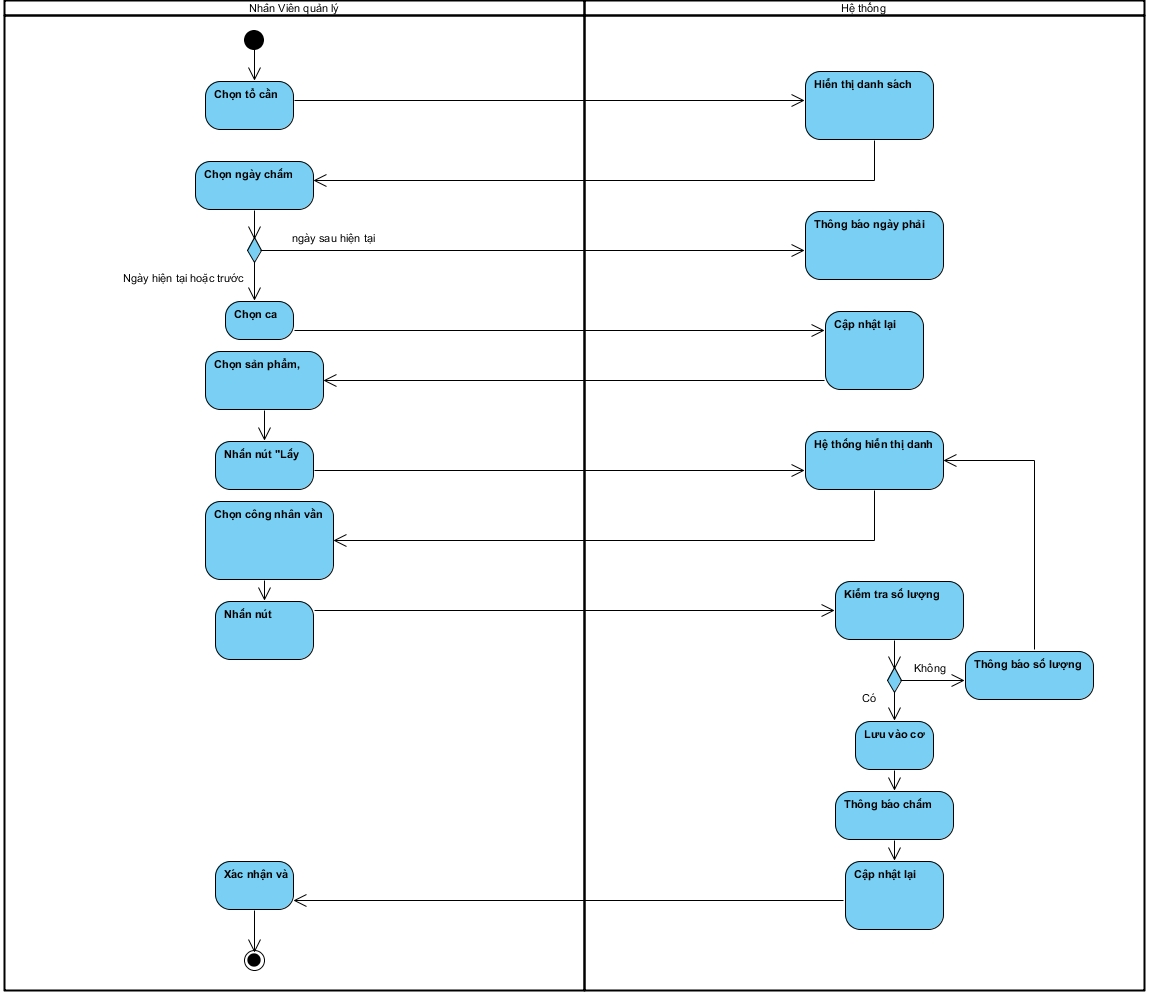 Nhân Viên quản lý
Hệ thống
Chọn tổ cần
Hiển thị danh sách
Chọn ngày chấm
ngày sau hiện tại
Thông báo ngày phải
Ngày hiện tại hoặc trước
Chọn ca
Cập nhật lại
Chọn sản phẩm,
Nhấn nút "Lấy
Hệ thống hiển thị danh
Chọn công nhân vằn
Nhấn nút
Kiểm tra số lượng
Không
Thông báo số lượng
Có
Lưu vào cơ
Thông báo chấm
Xác nhận và
Cập nhật lại